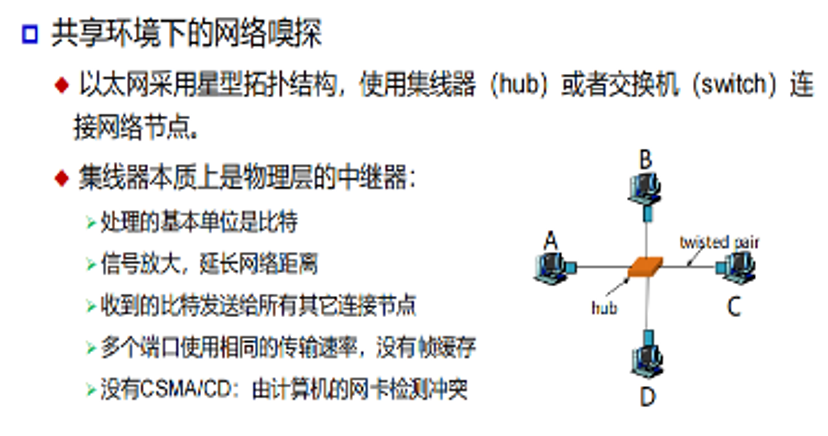 共享环境下的网络嗅探
以太网采用星型拓扑结构，使用集线器（hub）或者交换机（switch）连
接网络节点。
集线器本质上是物理层的中继器：
处理的基本单位是比特
信号放大，延长网络距离
收到的比特发送给所有其它连接节点
多个端口使用相同的传输速率，没有帧缓存
没有CSMA/CD：由计算机的网卡检测冲突
B
A
twisted pair
hub
C
D